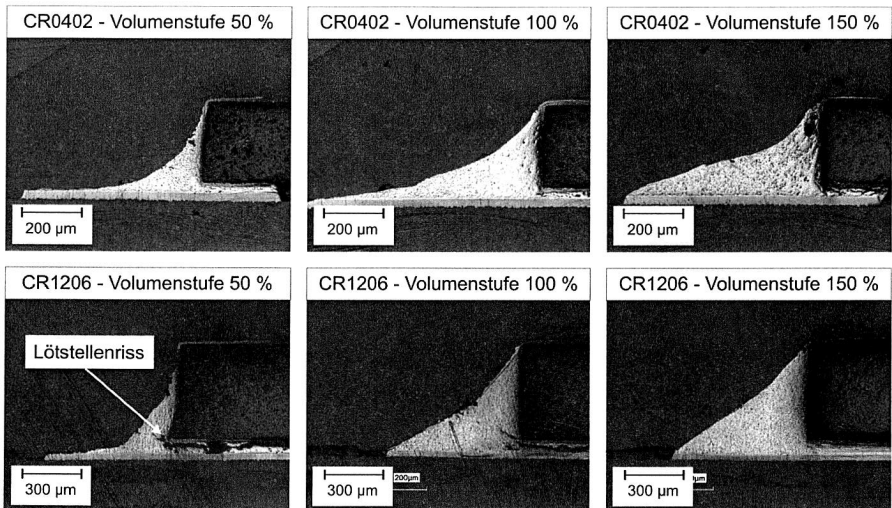 CR0402 - Volumenstufe 50 %
CR0402 - Volumenstufe 100 %
CR0402 - Volumenstufe 150 %
200 µm
200 µm
200 µm
CR1206 - Volumenstufe 50 %
CR1206 - Volumenstufe 100 %
CR1206 - Volumenstufe 150 %
Lötstellenriss
300 µm
300 µm
200µm
300 µm